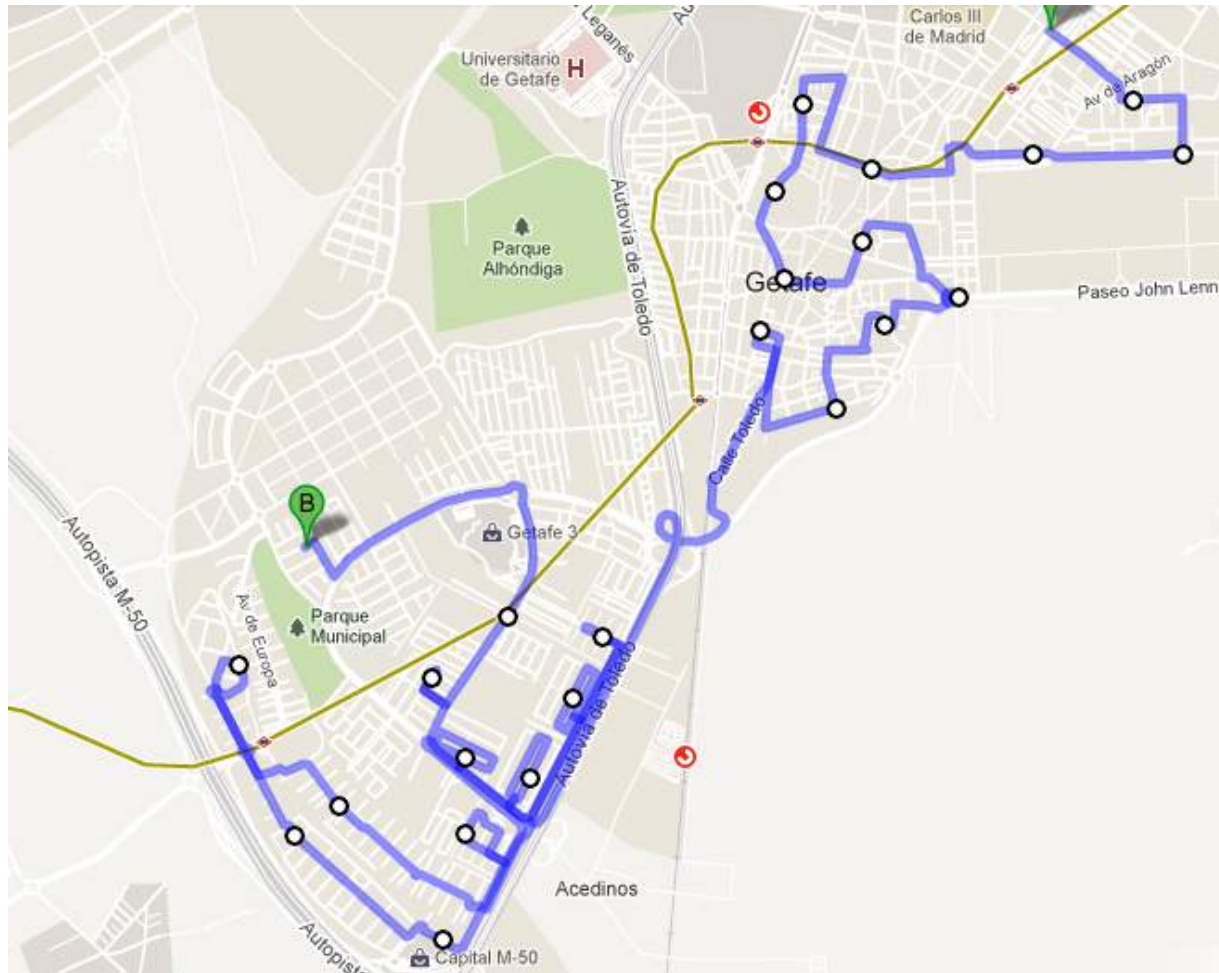 Carlos III
de Madrid
Leganés
Universitario
de Getafe
H
Av de Aragón
Autovía de Toledo
Parque
Alhóndiga
Getafe
Paseo John Lenn
Calle Toledo
B
Getafe 3
Autopista M-50
Av de Europa
Parque
Municipal
Autovía de Toledo
Acedinos
Capital M-50
Autopis